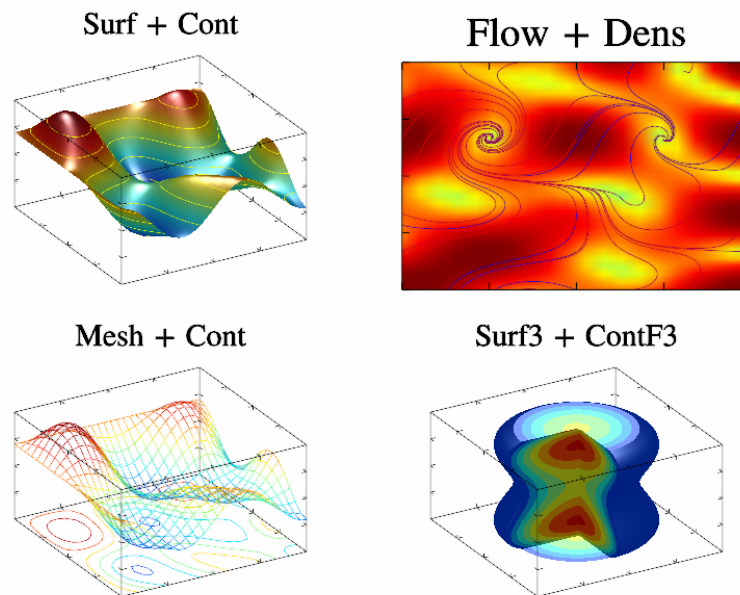 Surf + Cont
Flow + Dens
Mesh + Cont
Surf3 + ContF3